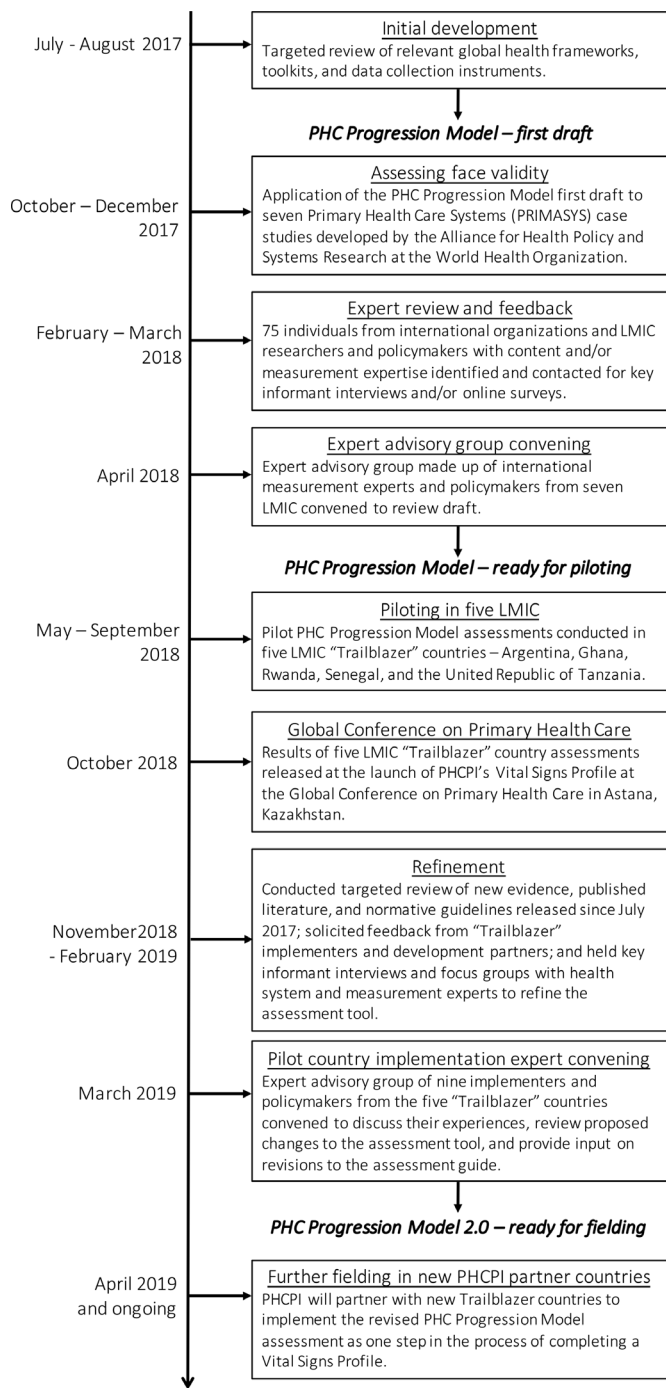 July - August 2017
Initial development
Targeted review of relevant global health frameworks,
toolkits, and data collection instruments.
PHC Progression Model – first draft
October – December
2017
Assessing face validity
Application of the PHC Progression Model first draft to
seven Primary Health Care Systems (PRIMASYS) case
studies developed by the Alliance for Health Policy and
Systems Research at the World Health Organization.
February – March
2018
Expert review and feedback
75 individuals from international organizations and LMIC
researchers and policymakers with content and/or
measurement expertise identified and contacted for key
informant interviews and/or online surveys.
April 2018
Expert advisory group convening
Expert advisory group made up of international
measurement experts and policymakers from seven
LMIC convened to review draft.
PHC Progression Model – ready for piloting
May – September
2018
Piloting in five LMIC
Pilot PHC Progression Model assessments conducted in
five LMIC “Trailblazer” countries – Argentina, Ghana,
Rwanda, Senegal, and the United Republic of Tanzania.
October 2018
Global Conference on Primary Health Care
Results of five LMIC “Trailblazer” country assessments
released at the launch of PHCPI’s Vital Signs Profile at
the Global Conference on Primary Health Care in Astana,
Kazakhstan.
November2018
- February 2019
Refinement
Conducted targeted review of new evidence, published
literature, and normative guidelines released since July
2017; solicited feedback from “Trailblazer”
implementers and development partners; and held key
informant interviews and focus groups with health
system and measurement experts to refine the
assessment tool.
March 2019
Pilot country implementation expert convening
Expert advisory group of nine implementers and
policymakers from the five “Trailblazer” countries
convened to discuss their experiences, review proposed
changes to the assessment tool, and provide input on
revisions to the assessment guide.
PHC Progression Model 2.0 – ready for fielding
April 2019
and ongoing
Further fielding in new PHCPI partner countries
PHCPI will partner with new Trailblazer countries to
implement the revised PHC Progression Model
assessment as one step in the process of completing a
Vital Signs Profile.